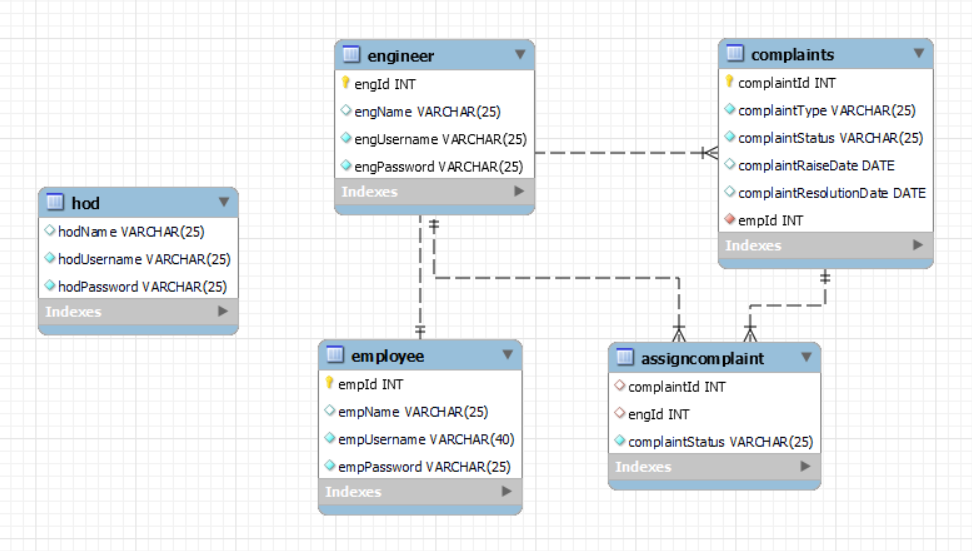 engineer
engId INT
engName VARCHAR(25)
engUsername VARCHAR(25)
engPassword VARCHAR(25)
Indexes
complaints
complaintId INT
complaintType VARCHAR(25)
complaintStatus VARCHAR(25)
complaintRaiseDate DATE
complaintResolutionDate DATE
empId INT
Indexes
hod
hodName VARCHAR(25)
hodUsername VARCHAR(25)
hodPassword VARCHAR(25)
Indexes
employee
empId INT
empName VARCHAR(25)
empUsername VARCHAR(40)
empPassword VARCHAR(25)
Indexes
assigncomplaint
complaintId INT
engId INT
complaintStatus VARCHAR(25)
Indexes